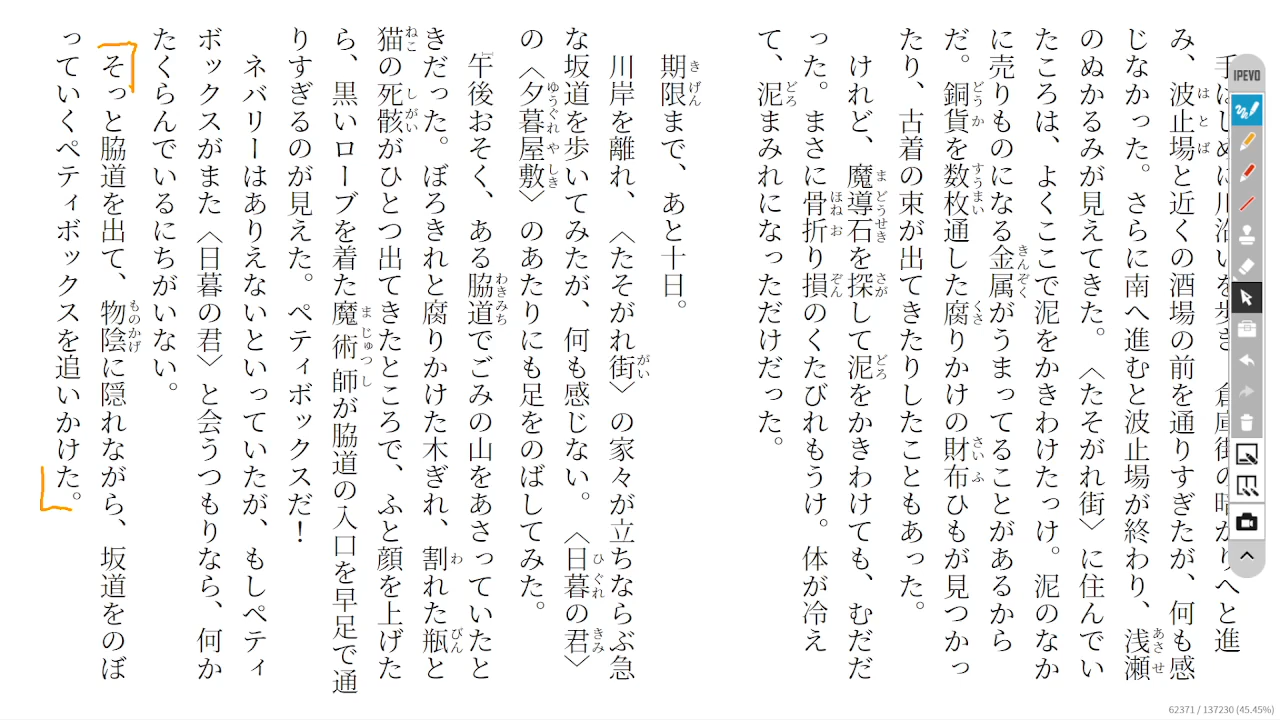 手はじめに川沿いを歩き、倉庫街の暗がりへと進
み、波止場と近くの酒場の前を通りすぎたが、何も感
じなかった。さらに南へ進むと波止場が終わり、浅瀬
のぬかるみが見えてきた。〈たそがれ街〉に住んでい
たころは、よくここで泥をかきわけたっけ。泥のなか
に売りものになる金属がうまってることがあるから
だ。銅貨を数枚通した腐りかけの財布ひもが見つかっ
たり、古着の束が出てきたりしたこともあった。
けれど、魔導石を探して泥をかきわけても、むだだ
った。まさに骨折り損のくたびれもうけ。体が冷え
て、泥まみれになっただけだった。
期限まで、あと十日。
川岸を離れ、〈たそがれ街〉の家々が立ちならぶ急
な坂道を歩いてみたが、何も感じない。〈日暮の君〉
の〈夕暮屋敷〉のあたりにも足をのばしてみた。
午後おそく、ある脇道でごみの山をあさっていたと
きだった。ぼろきれと腐りかけた木ぎれ、割れた瓶と
猫の死骸がひとつ出てきたところで、ふと顔を上げた
ら、黒いローブを着た魔術師が脇道の入口を早足で通
りすぎるのが見えた。ペティボックスだ！
ネバリーはありえないといっていたが、もしペティ
ボックスがまた〈日暮の君〉と会うつもりなら、何か
たくらんでいるにちがいない。
そっと脇道を出て、物陰に隠れながら、坂道をのぼ
っていくペティボックスを追いかけた。
IPEVO
62371 / 137230 (45.45%)